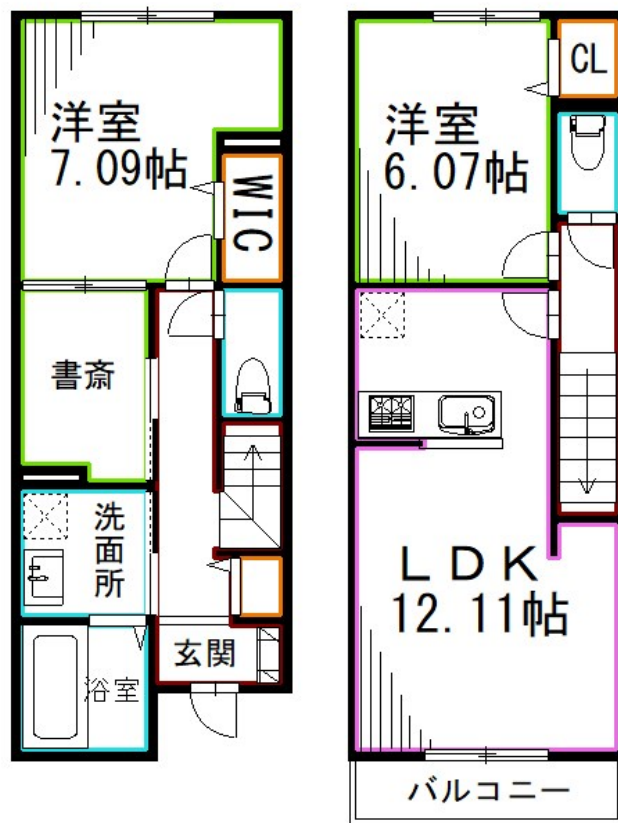 洋室
7.09帖
WIC
書斎
洗面所
浴室
玄関
洋室
6.07帖
CL
LDK
12.11帖
バルコニー